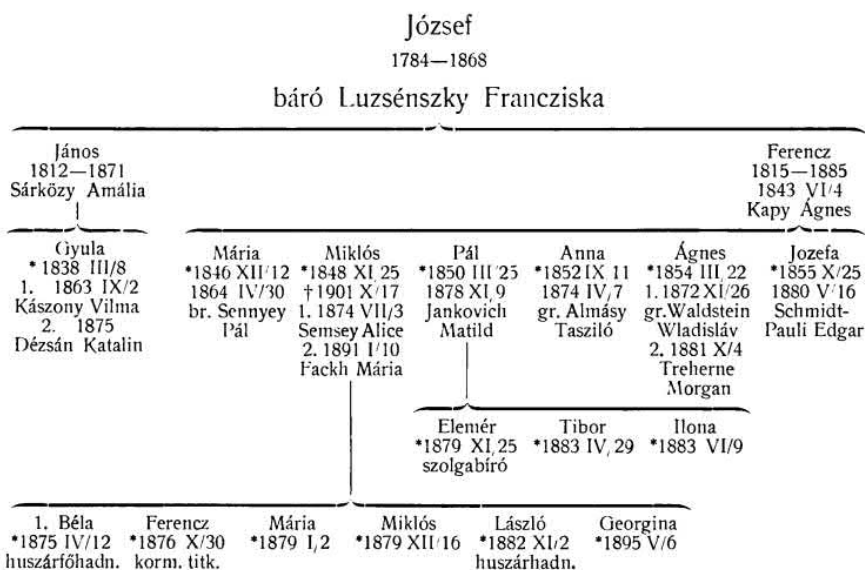 József
1784—1868
báró Luzsénszky Francziska
János
1812—1871
Sárközy Amália
Ferencz
1815—1885
1843 VI/4
Kapy Ágnes
Gyula
*1838 III/8
1. 1863 IX/2
Kászony Vilma
2. 1875
Dézsán Katalin
Mária
*1846 XII/12
1864 IV/30
br. Sennyey
Pál
Miklós
*1848 XI/25
†1901 X/17
1. 1874 VII/3
Semsey Alice
2. 1891 I/10
Fackh Mária
Pál
*1850 III/25
1878 XI/9
Jankovich
Matild
Anna
*1852 IX/11
1874 IV/7
gr. Almásy
Tasziló
Ágnes
*1854 III/22
1. 1872 XI/26
gr. Waldstein
Wladisláv
2. 1881 X/4
Treherne
Morgan
Jozefa
*1855 X/25
1880 V/16
Schmidt-
Pauli Edgar
Elemér
*1879 XI/25
szolgabíró
Tibor
*1883 IV/29
Ilona
*1883 VI/9
1. Béla
*1875 IV/12
huszárfőhadn.
Ferencz
*1876 X/30
korm. titk.
Mária
*1879 I/2
Miklós
*1879 XII/16
László
*1882 XI/2
huszárhadn.
Georgina
*1895 V/6